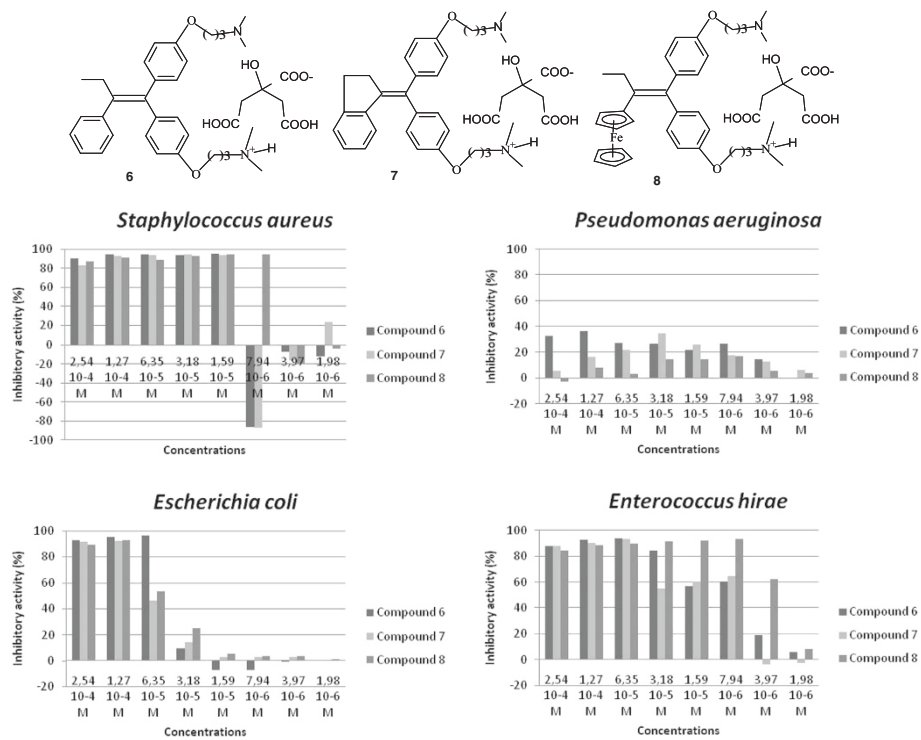 O
( )3
N
HO
COO-
HOOC
COOH
O
( )3
N+
H
6
O
( )3
N
HO
COO-
HOOC
COOH
O
( )3
N+
H
7
O
( )3
N
HO
COO-
HOOC
COOH
Fe
O
( )3
N+
H
8
Staphylococcus aureus
Inhibitory activity (%)
100
80
60
40
20
0
-20
-40
-60
-80
-100
2,54 1,27 6,35 3,18 1,59 7,94 3,97 1,98
10-4 10-4 10-5 10-5 10-5 10-6 10-6 10-6
M M M M M M M M
Concentrations
Compound 6
Compound 7
Compound 8
Pseudomonas aeruginosa
Inhibitory activity (%)
100
80
60
40
20
0
-20
2,54 1,27 6,35 3,18 1,59 7,94 3,97 1,98
10-4 10-4 10-5 10-5 10-5 10-6 10-6 10-6
M M M M M M M M
Concentrations
Compound 6
Compound 7
Compound 8
Escherichia coli
Inhibitory activity (%)
100
80
60
40
20
0
-20
2,54 1,27 6,35 3,18 1,59 7,94 3,97 1,98
10-4 10-4 10-5 10-5 10-5 10-6 10-6 10-6
M M M M M M M M
Concentrations
Compound 6
Compound 7
Compound 8
Enterococcus hirae
Inhibitory activity (%)
100
80
60
40
20
0
-20
2,54 1,27 6,35 3,18 1,59 7,94 3,97 1,98
10-4 10-4 10-5 10-5 10-5 10-6 10-6 10-6
M M M M M M M M
Concentrations
Compound 6
Compound 7
Compound 8